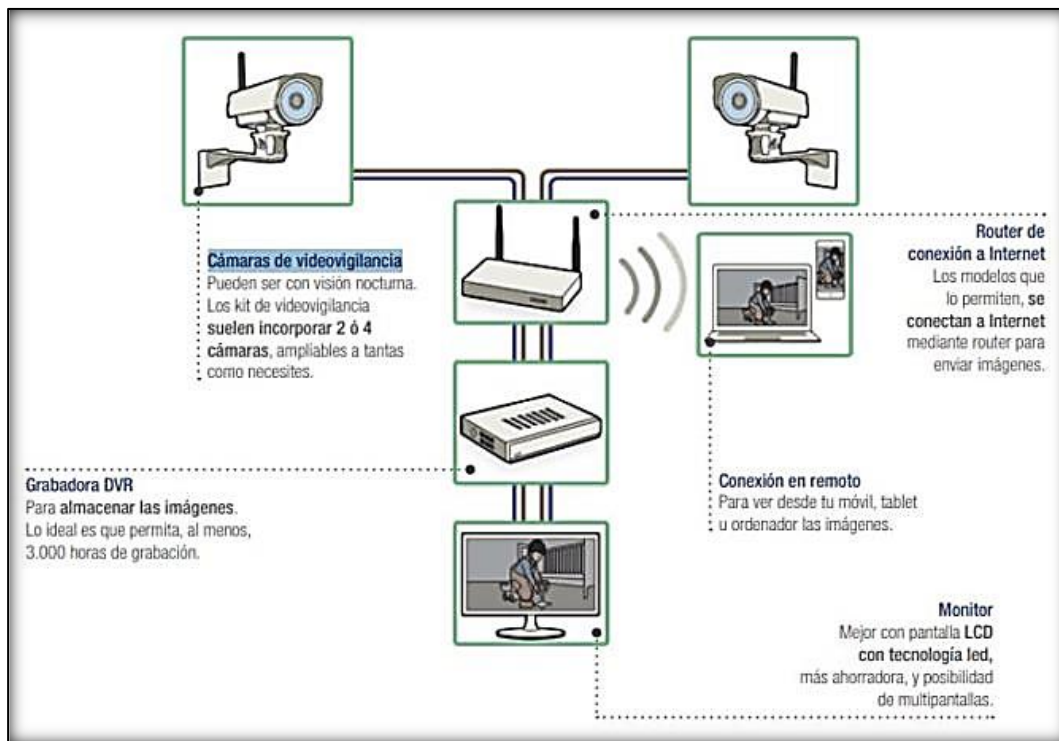 Cámaras de videovigilancia
Pueden ser con visión nocturna.
Los kit de videovigilancia
suelen incorporar 2 ó 4
cámaras, ampliables a tantas
como necesites.
Router de
conexión a Internet
Los modelos que
lo permiten, se
conectan a Internet
mediante router para
enviar imágenes.
Grabadora DVR
Para almacenar las imágenes.
Lo ideal es que permita, al menos,
3.000 horas de grabación.
Conexión en remoto
Para ver desde tu móvil, tablet
u ordenador las imágenes.
Monitor
Mejor con pantalla LCD
con tecnología led,
más ahorradora, y posibilidad
de multipantallas.